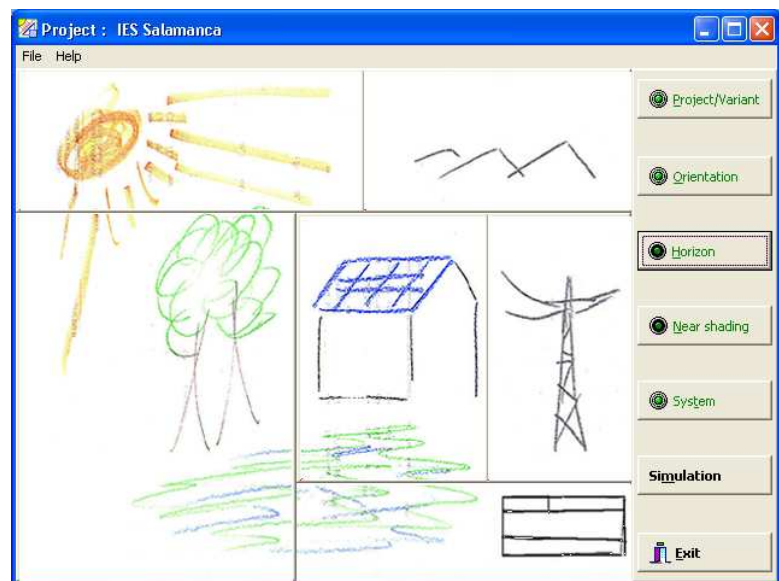 Project : IES Salamanca
File Help
Project/Variant
Orientation
Horizon
Near shading
System
Simulation
Exit